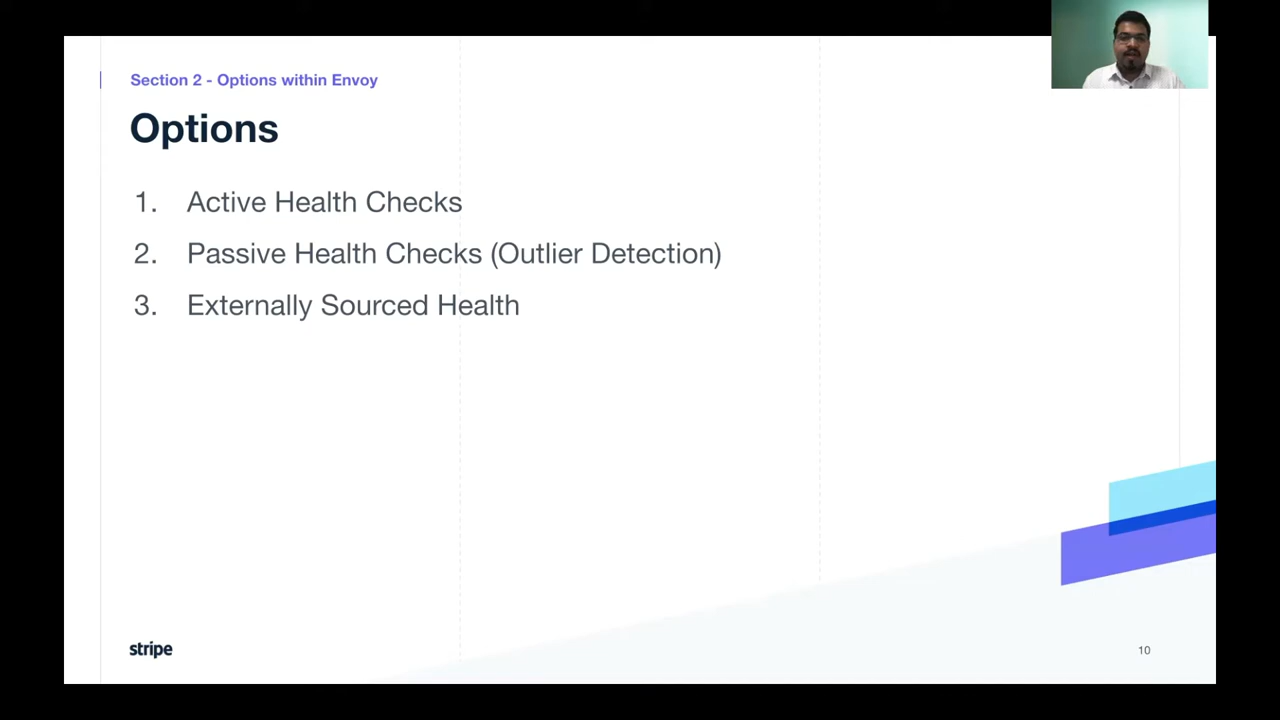 Section 2 - Options within Envoy
Options
1. Active Health Checks
2. Passive Health Checks (Outlier Detection)
3. Externally Sourced Health
stripe
10